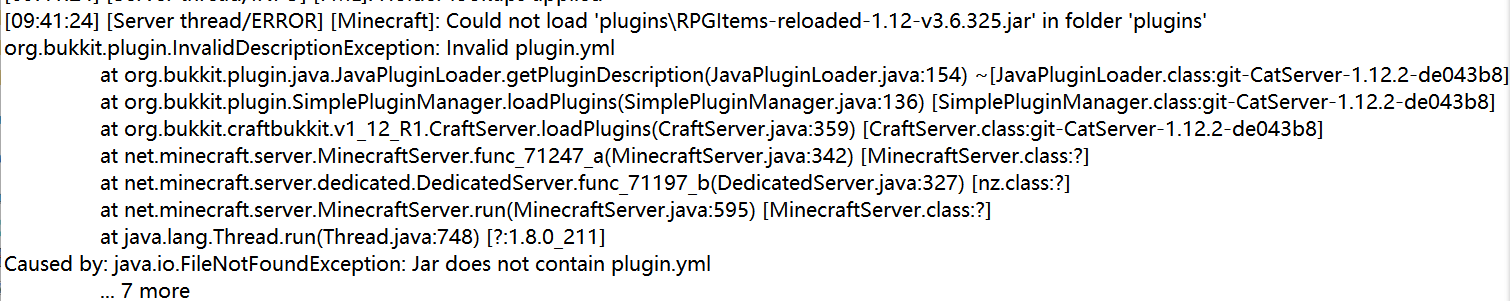 [09:41:24] [Server thread/ERROR] [Minecraft]: Could not load 'plugins\RPGItems-reloaded-1.12-v3.6.325.jar' in folder 'plugins'
org.bukkit.plugin.InvalidDescriptionException: Invalid plugin.yml
at org.bukkit.plugin.java.JavaPluginLoader.getPluginDescription(JavaPluginLoader.java:154) ~[JavaPluginLoader.class:git-CatServer-1.12.2-de043b8]
at org.bukkit.plugin.SimplePluginManager.loadPlugins(SimplePluginManager.java:136) [SimplePluginManager.class:git-CatServer-1.12.2-de043b8]
at org.bukkit.craftbukkit.v1_12_R1.CraftServer.loadPlugins(CraftServer.java:359) [CraftServer.class:git-CatServer-1.12.2-de043b8]
at net.minecraft.server.MinecraftServer.func_71247_a(MinecraftServer.java:342) [MinecraftServer.class:?]
at net.minecraft.server.dedicated.DedicatedServer.func_71197_b(DedicatedServer.java:327) [nz.class:?]
at net.minecraft.server.MinecraftServer.run(MinecraftServer.java:595) [MinecraftServer.class:?]
at java.lang.Thread.run(Thread.java:748) [?:1.8.0_211]
Caused by: java.io.FileNotFoundException: Jar does not contain plugin.yml
... 7 more